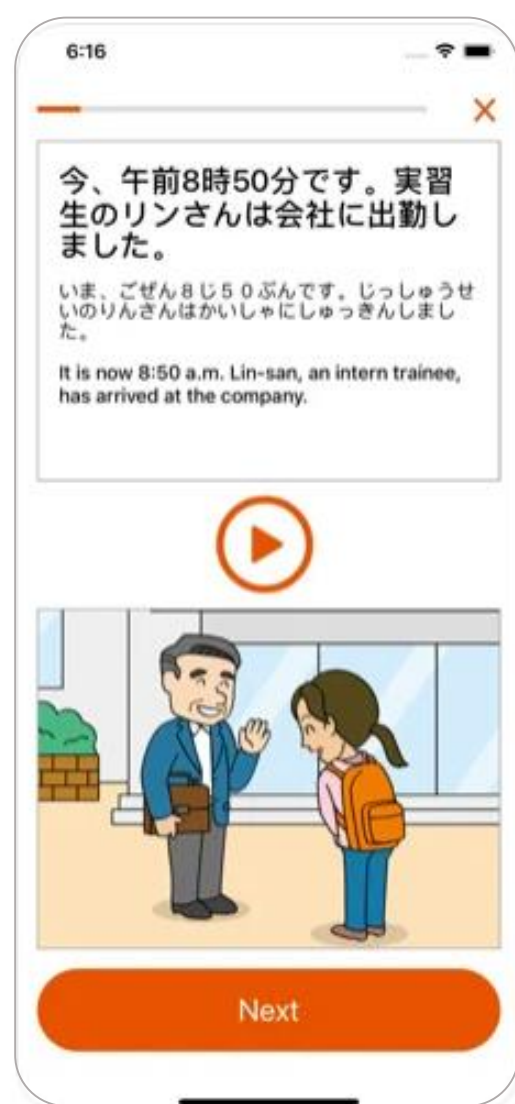 6:16
今、午前8時50分です。実習
生のリンさんは会社に出勤し
ました。
いま、ごぜん８じ５０ぶんです。じっしゅうせ
いのりんさんはかいしゃにしゅっきんしまし
た。
It is now 8:50 a.m. Lin-san, an intern trainee,
has arrived at the company.
Next